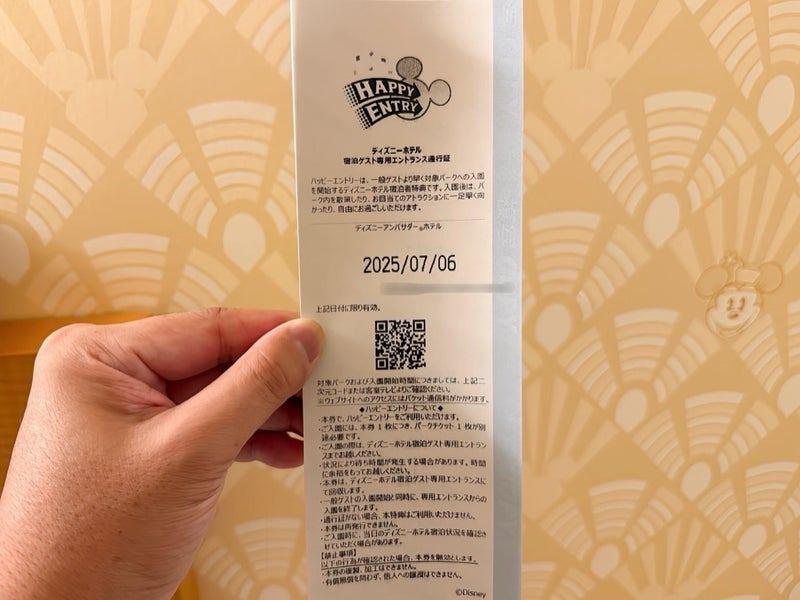 HAPPY
ENTRY
ディズニーホテル
宿泊ゲスト専用エントランス通行証
ハッピーエントリーは、一般ゲストより早く対象パークへの入園
を開始するディズニーホテル宿泊者特典です。入園後は、パ
ーク内を散策したり、お目当てのアトラクションに一足早く向
かったり、自由にお過ごしいただけます。
ディズニーアンバサダー®ホテル
2025/07/06
上記日付に限り有効。
対象パークおよび入園開始時間につきましては、上記二
次元コードまたは客室テレビよりご確認ください。
※ウェブサイトへのアクセスにはパケット通信料がかかります。
◆ハッピーエントリーについて◆
・本券で、ハッピーエントリーをご利用いただけます。
・ご入園には、本券1枚につき、パークチケット1枚が別
途必要です。
・ご入園の際は、ディズニーホテル宿泊ゲスト専用エントラン
スまでお越しください。
・状況により待ち時間が発生する場合があります。時間
に余裕をもってお越しください。
・本券は、ディズニーホテル宿泊ゲスト専用エントランスに
て回収します。
・一般ゲストの入園開始と同時に、専用エントランスからの
入園を終了します。
・通行証がない場合、本特典はご利用いただけません。
・本券は再発行できません。
・ご入園時に、当日のディズニーホテル宿泊状況を確認さ
せていただく場合があります。
【禁止事項】
以下の行為が確認された場合、本券を無効とします。
・本券の複製、加工はできません。
・有償無償を問わず、他人への譲渡はできません。
©Disney